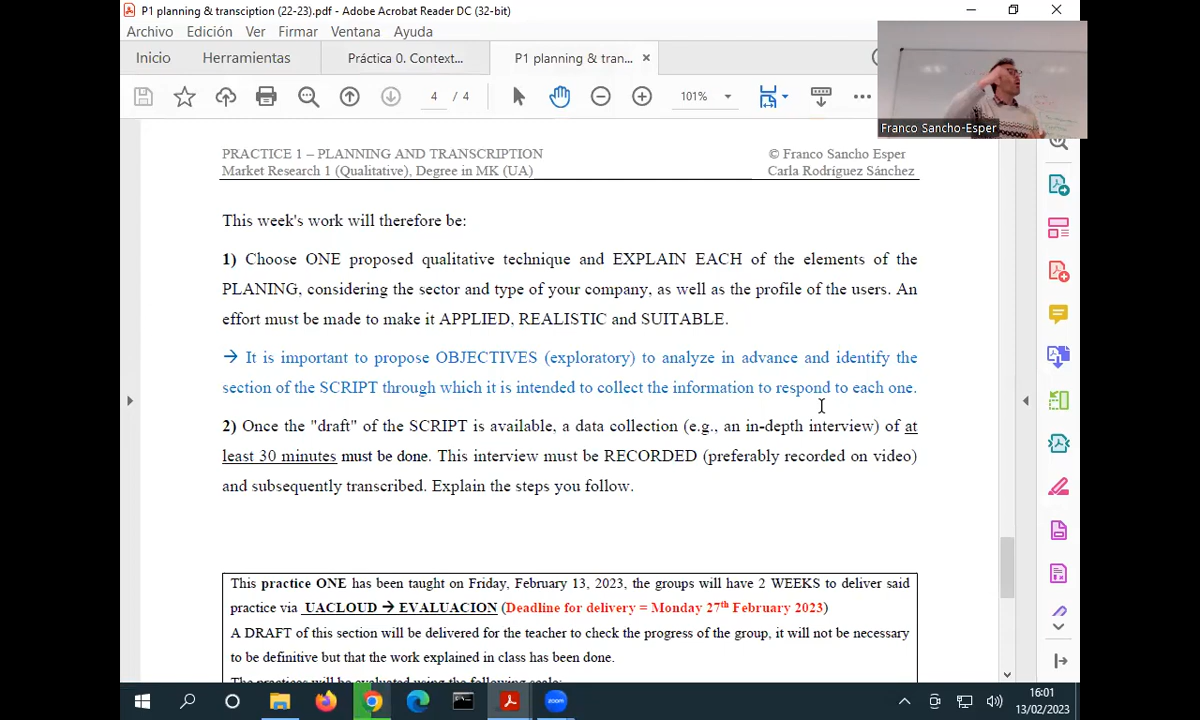 P1 planning & transciption (22-23).pdf - Adobe Acrobat Reader DC (32-bit)
Archivo Edición Ver Firmar Ventana Ayuda
Inicio Herramientas Práctica 0. Context... P1 planning & tran...
4 / 4 101%
Franco Sancho-Esper
PRACTICE 1 – PLANNING AND TRANSCRIPTION © Franco Sancho Esper
Market Research 1 (Qualitative), Degree in MK (UA) Carla Rodríguez Sánchez
This week's work will therefore be:
1) Choose ONE proposed qualitative technique and EXPLAIN EACH of the elements of the
PLANING, considering the sector and type of your company, as well as the profile of the users. An
effort must be made to make it APPLIED, REALISTIC and SUITABLE.
→ It is important to propose OBJECTIVES (exploratory) to analyze in advance and identify the
section of the SCRIPT through which it is intended to collect the information to respond to each one.
2) Once the "draft" of the SCRIPT is available, a data collection (e.g., an in-depth interview) of at
least 30 minutes must be done. This interview must be RECORDED (preferably recorded on video)
and subsequently transcribed. Explain the steps you follow.
This practice ONE has been taught on Friday, February 13, 2023, the groups will have 2 WEEKS to deliver said
practice via UACLOUD → EVALUACION (Deadline for delivery = Monday 27th February 2023)
A DRAFT of this section will be delivered for the teacher to check the progress of the group, it will not be necessary
to be definitive but that the work explained in class has been done.
The practices will be evaluated using the following scale:
zoom
16:01
13/02/2023